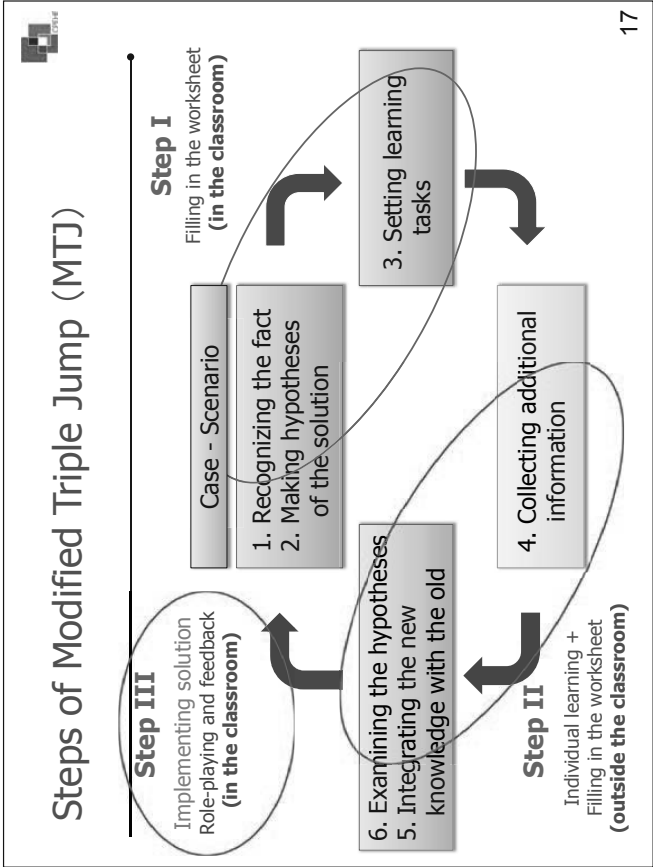 Steps of Modified Triple Jump (MTJ)
Step I
Filling in the worksheet
(in the classroom)
Case - Scenario
1. Recognizing the fact
2. Making hypotheses
of the solution
3. Setting learning
tasks
4. Collecting additional
information
Step II
Individual learning +
Filling in the worksheet
(outside the classroom)
6. Examining the hypotheses
5. Integrating the new
knowledge with the old
Step III
Implementing solution
Role-playing and feedback
(in the classroom)
17